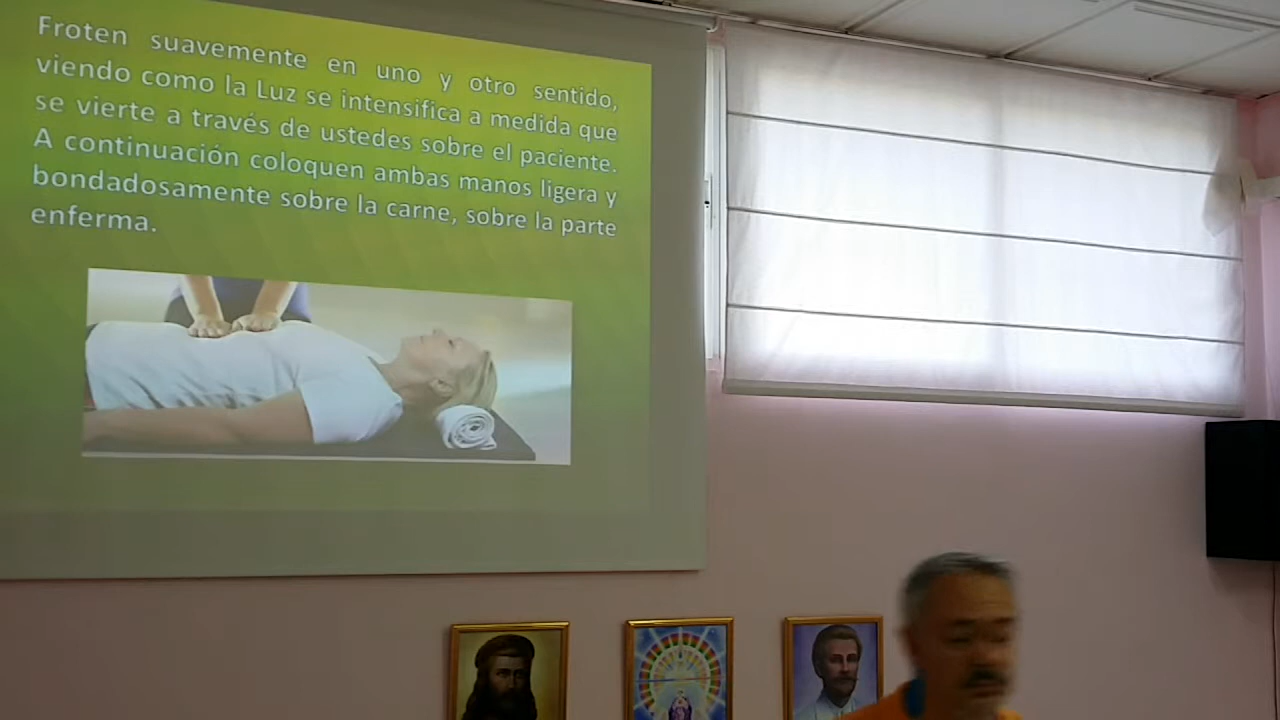 Froten suavemente en uno y otro sentido,
viendo como la Luz se intensifica a medida que
se vierte a través de ustedes sobre el paciente.
A continuación coloquen ambas manos ligera y
bondadosamente sobre la carne, sobre la parte
enferma.